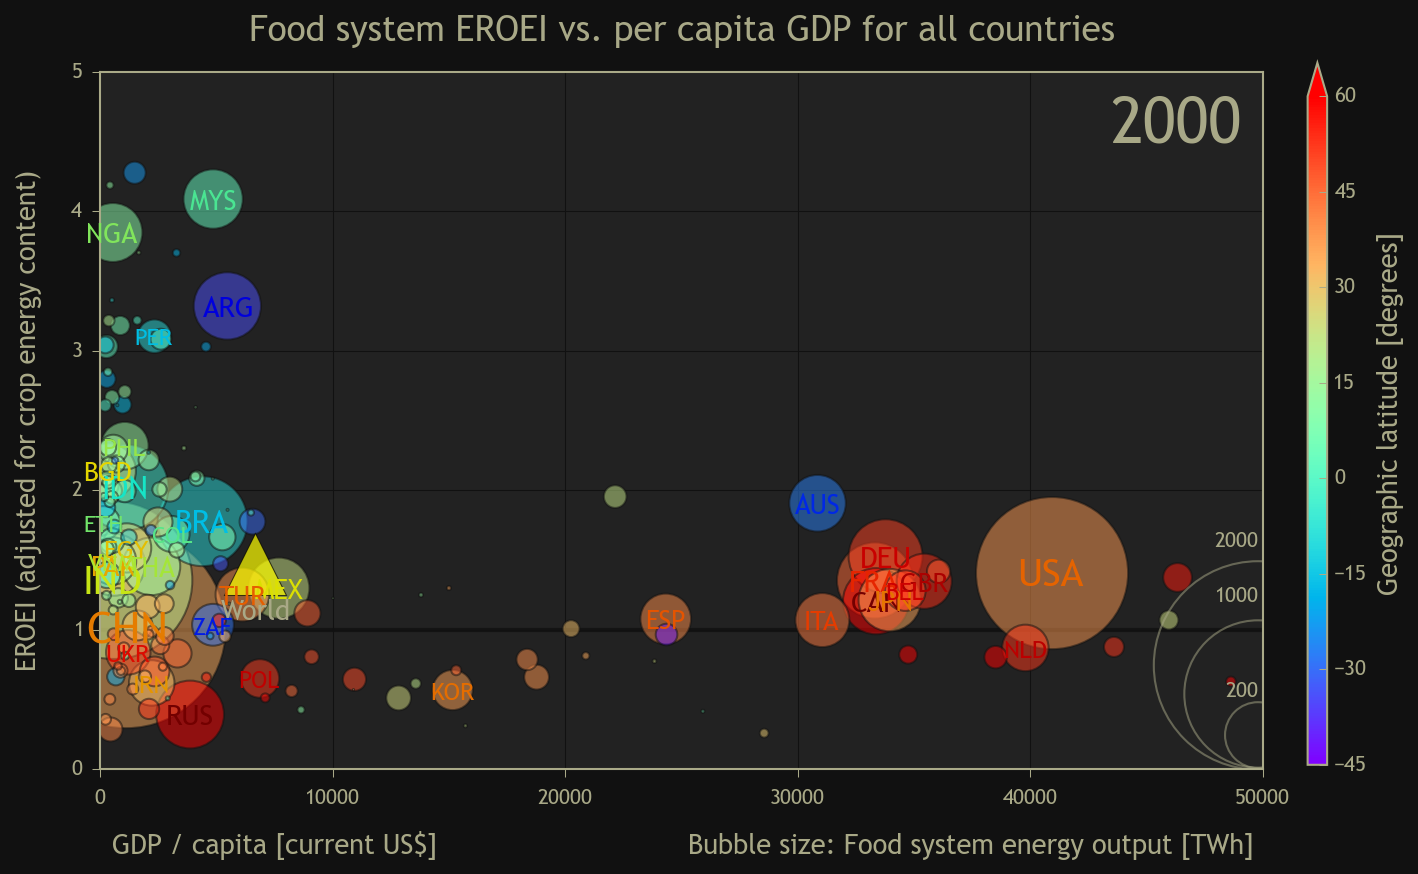 Food system EROEI vs. per capita GDP for all countries
2000
EROEI (adjusted for crop energy content)
5
4
3
2
1
0
0
10000
20000
30000
40000
50000
GDP / capita [current US$]
Bubble size: Food system energy output [TWh]
MYS
NGA
ARG
PER
PHL
BGD
IDN
BRA
ETH
COL
EGY
PAK
THA
IND
MEX
TUR
World
CHN
ZAF
UKR
IRN
POL
RUS
KOR
ESP
AUS
DEU
FRA
GBR
BEL
CAN
ITA
NLD
USA
2000
1000
200
60
45
30
15
0
−15
−30
−45
Geographic latitude [degrees]